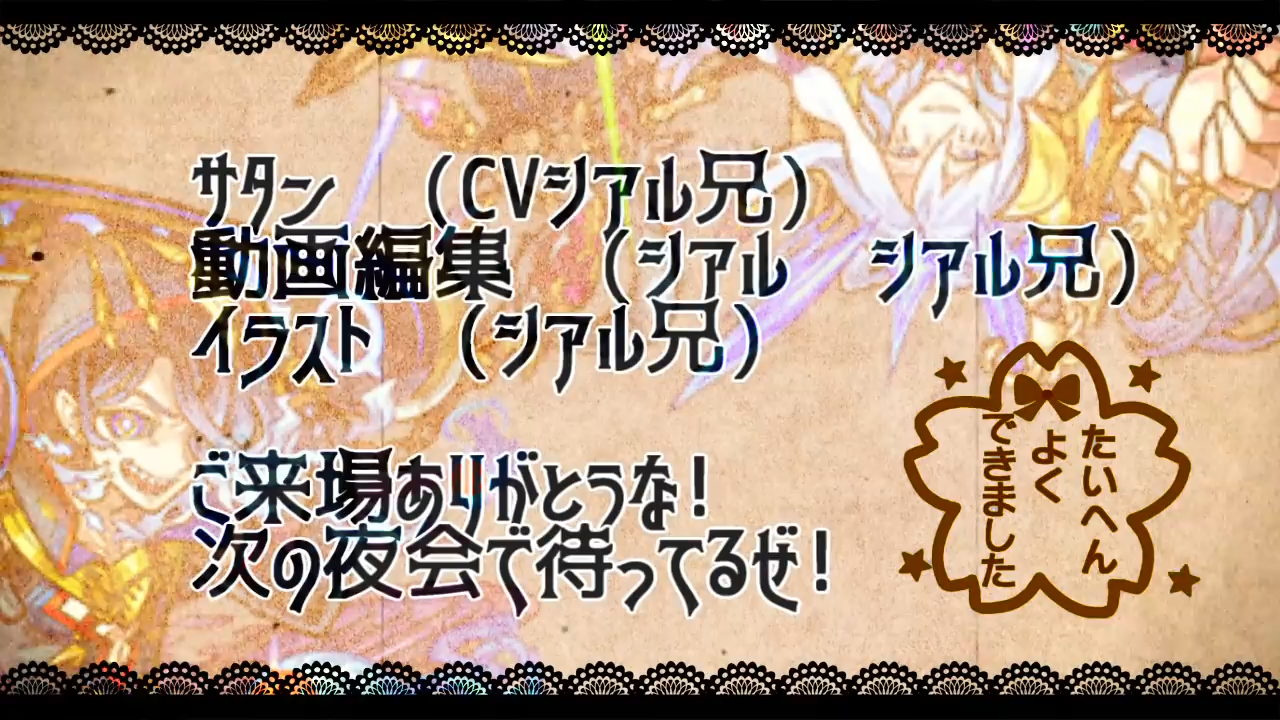 サタン　（CVシアル兄）
動画編集　（シアル　シアル兄）
イラスト　（シアル兄）
ご来場ありがとうな！
次の夜会で待ってるぜ！
たいへん
よく
できました